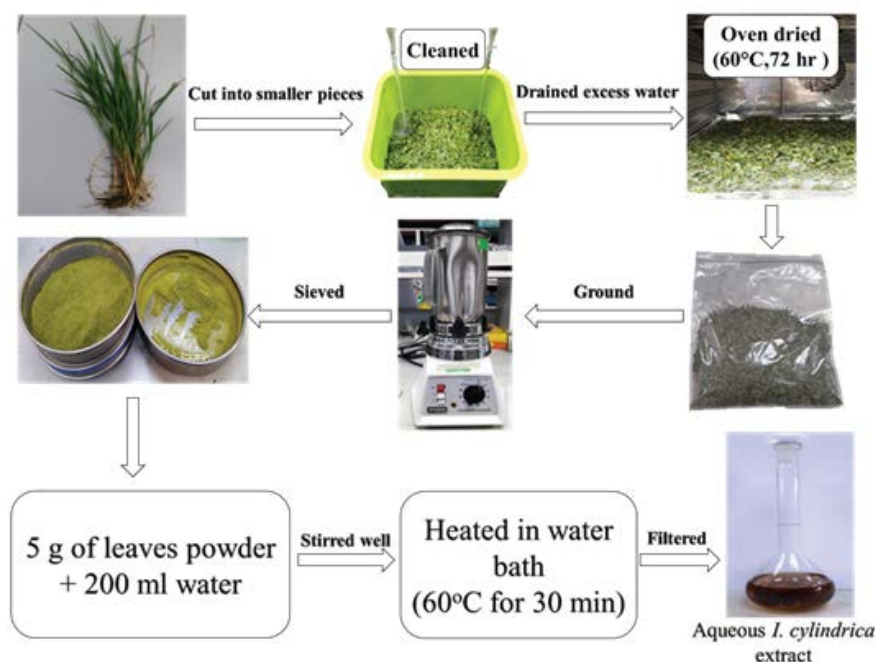 Cut into smaller pieces
Cleaned
Drained excess water
Oven dried
(60°C,72 hr )
Ground
Sieved
5 g of leaves powder
+ 200 ml water
Stirred well
Heated in water
bath
(60°C for 30 min)
Filtered
Aqueous I. cylindrica
extract